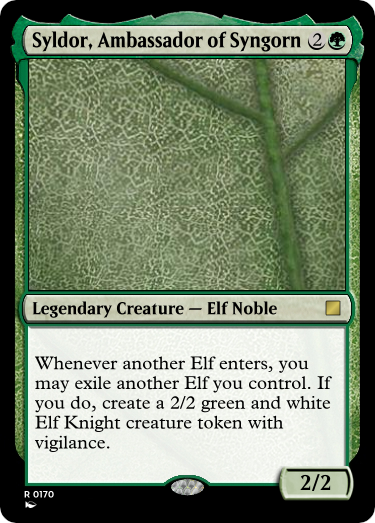 Syldor, Ambassador of Syngorn 2
Legendary Creature — Elf Noble
Whenever another Elf enters, you
may exile another Elf you control. If
you do, create a 2/2 green and white
Elf Knight creature token with
vigilance.
2/2
R 0170